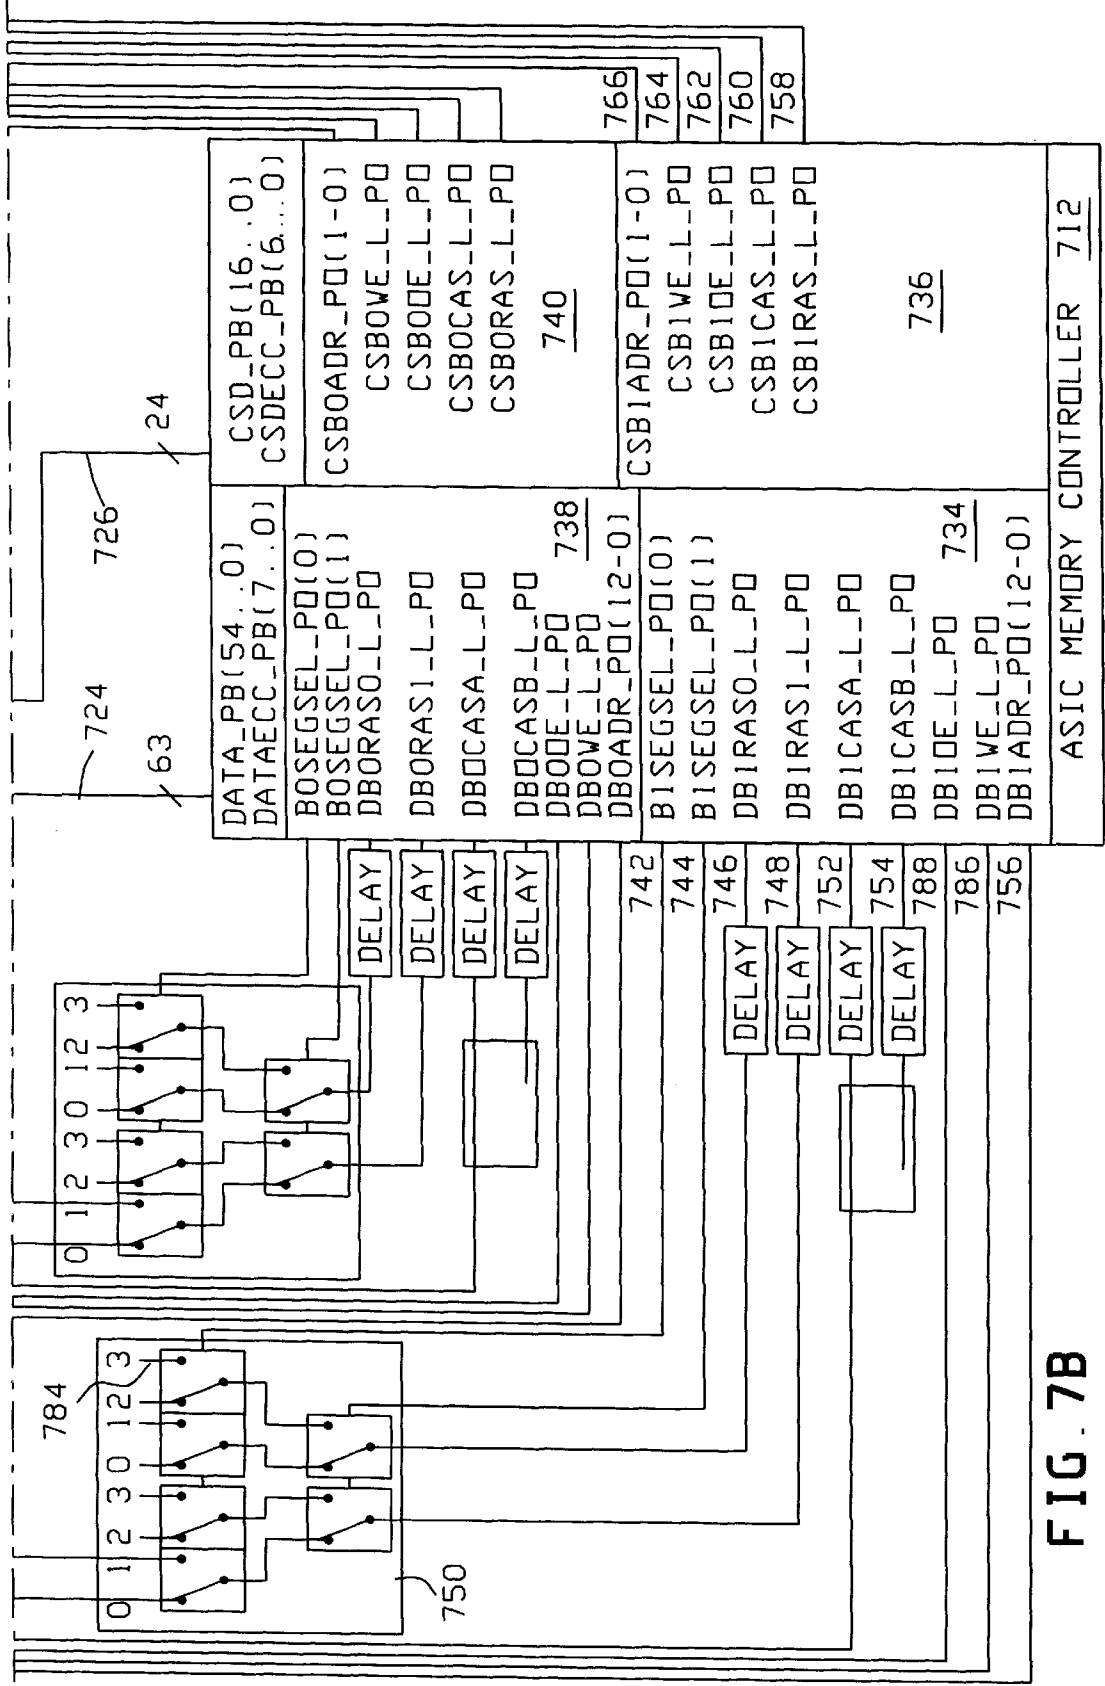 724
726
63
24
DATA_PB(54..0)
DATAECC_PB(7..0)
CSD_PB(16..0)
CSDECC_PB(6...0)
B0SEGSEL_PO(0)
B0SEGSEL_PO(1)
DB0RAS0_L_PO
DB0RAS1_L_PO
DB0CASA_L_PO
DB0CASB_L_PO
DB0OE_L_PO
DB0WE_L_PO
DB0ADR_PO(12-0)
738
CSB0ADR_PO(1-0)
CSB0WE_L_PO
CSB0OE_L_PO
CSB0CAS_L_PO
CSB0RAS_L_PO
740
B1SEGSEL_PO(0)
B1SEGSEL_PO(1)
DB1RAS0_L_PO
DB1RAS1_L_PO
DB1CASA_L_PO
DB1CASB_L_PO
DB1OE_L_PO
DB1WE_L_PO
DB1ADR_PO(12-0)
734
CSB1ADR_PO(1-0)
CSB1WE_L_PO
CSB1OE_L_PO
CSB1CAS_L_PO
CSB1RAS_L_PO
736
ASIC MEMORY CONTROLLER 712
766
764
762
760
758
0 1 2 3 0 1 2 3
DELAY
DELAY
DELAY
DELAY
784
0 1 2 3 0 1 2 3
750
742
744
746
748
752
754
788
786
756
DELAY
DELAY
DELAY
DELAY
FIG. 7B